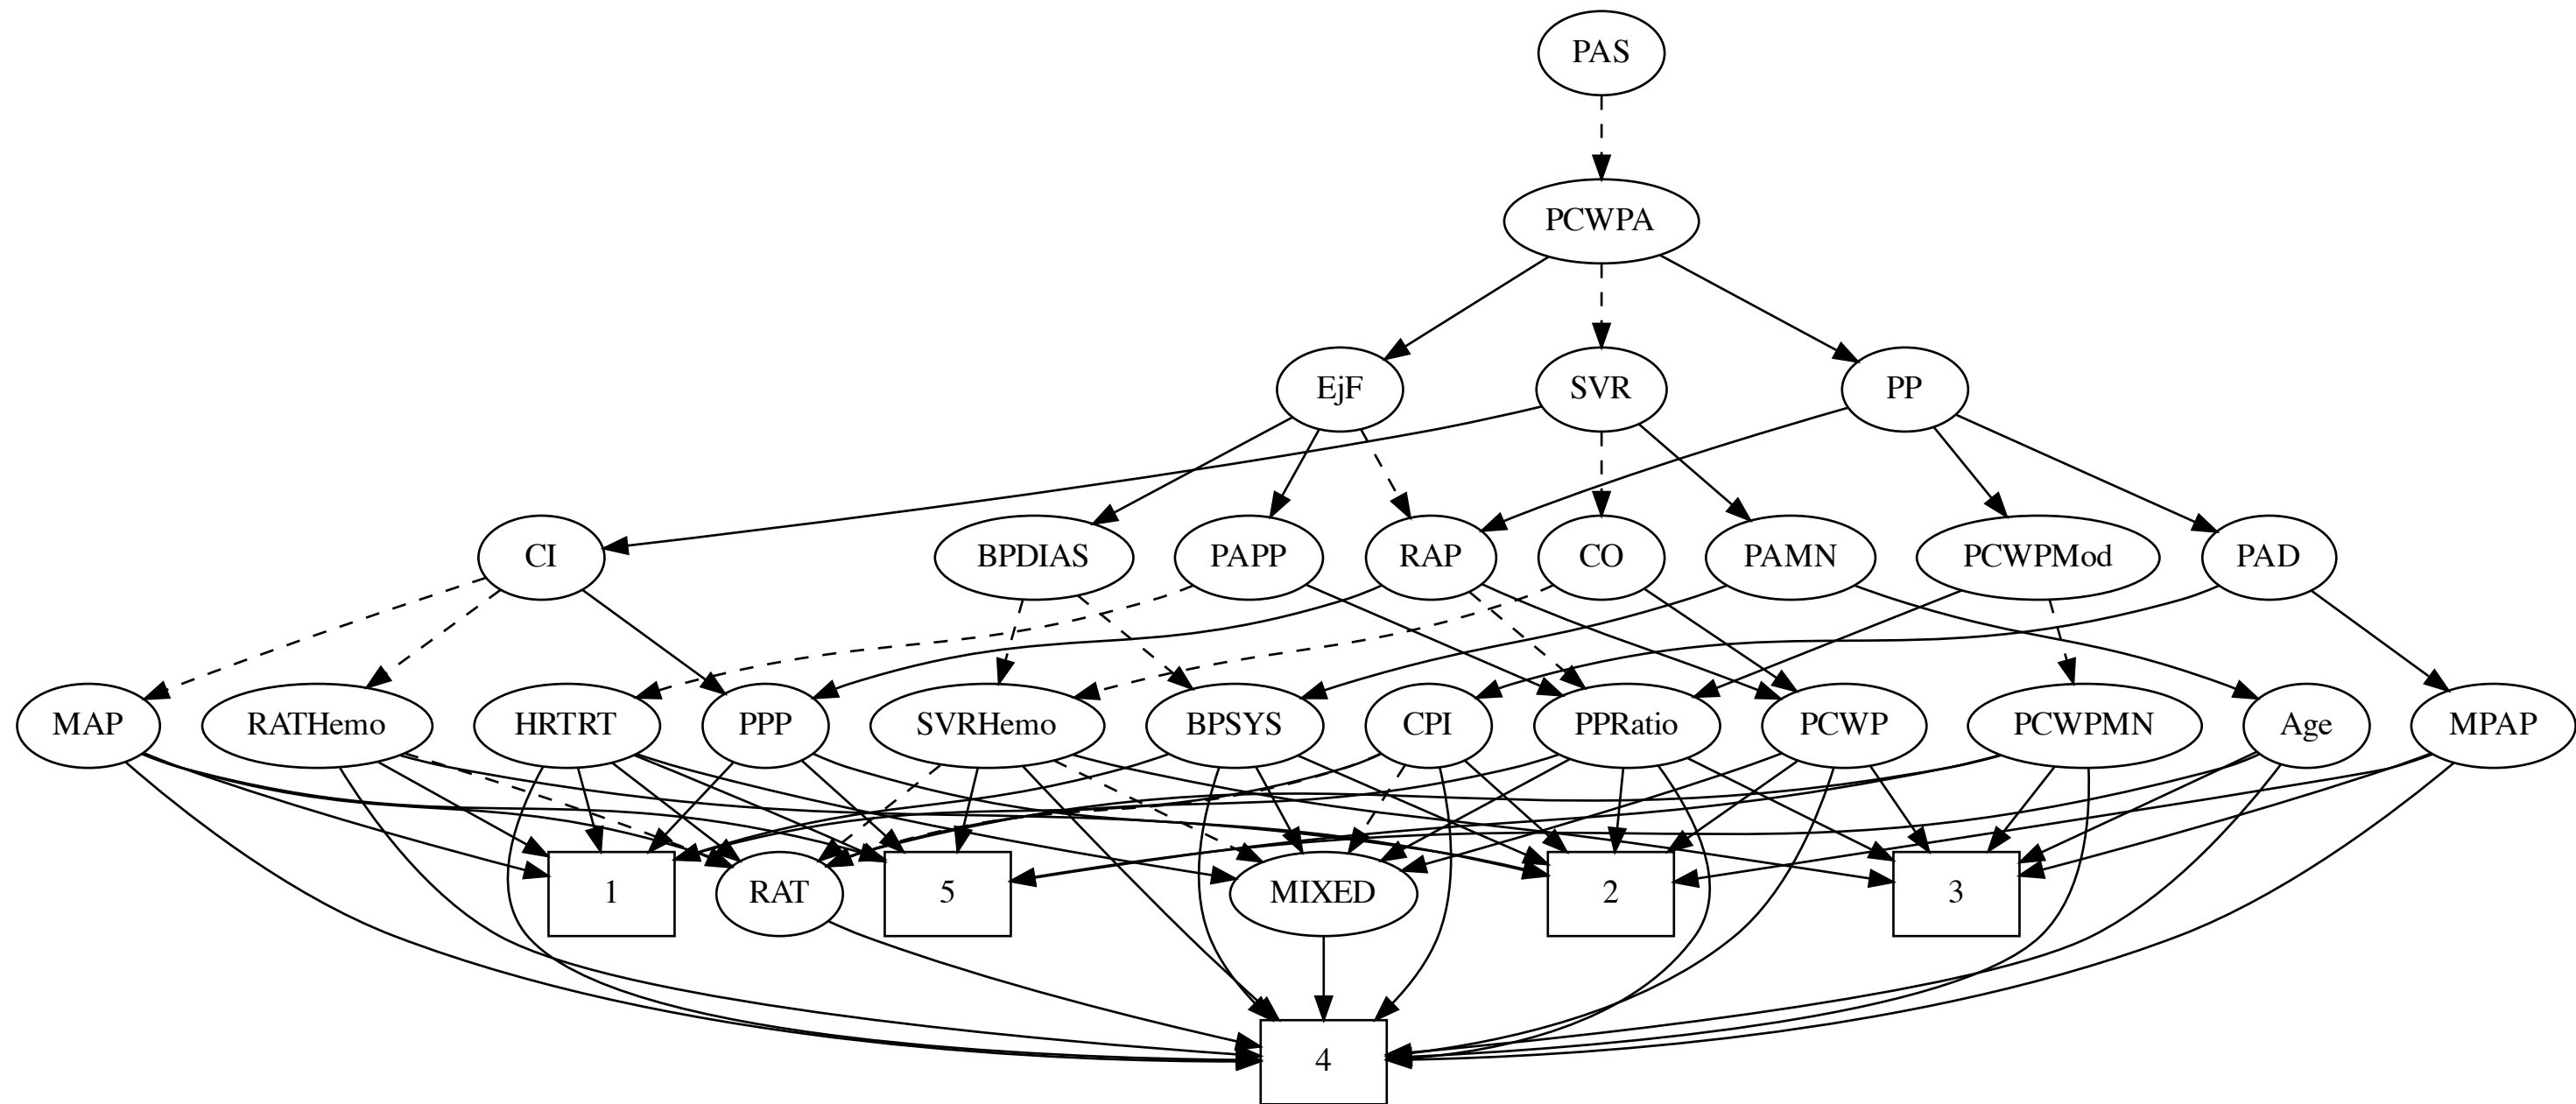 PAS
PCWPA
EjF
SVR
PP
CI
BPDIAS
PAPP
RAP
CO
PAMN
PCWPMod
PAD
MAP
RATHemo
HRTRT
PPP
SVRHemo
BPSYS
CPI
PPRatio
PCWP
PCWPMN
Age
MPAP
1
RAT
5
MIXED
2
3
4